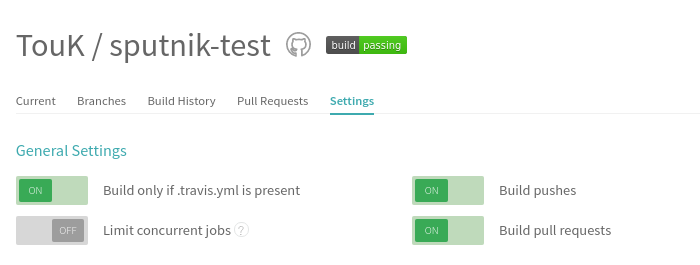 TouK / sputnik-test build passing
Current Branches Build History Pull Requests Settings
General Settings
ON Build only if .travis.yml is present ON Build pushes
OFF Limit concurrent jobs ? ON Build pull requests